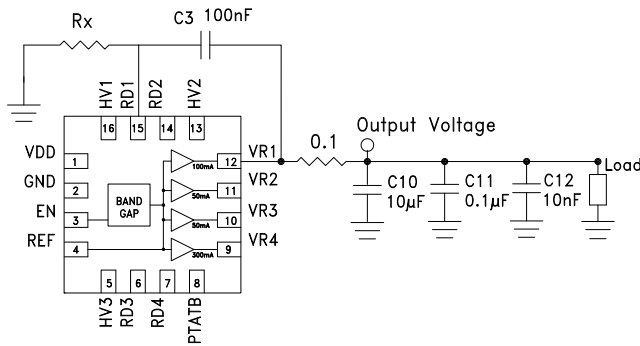 C3 100nF
Rx
HV1
RD1
RD2
HV2
16
15
14
13
VDD
1
GND
2
EN
3
REF
4
BAND
GAP
100mA
50mA
50mA
300mA
12
VR1
11
VR2
10
VR3
9
VR4
5
6
7
8
HV3
RD3
RD4
PTATB
0.1
Output Voltage
C10
10µF
C11
0.1µF
C12
10nF
Load